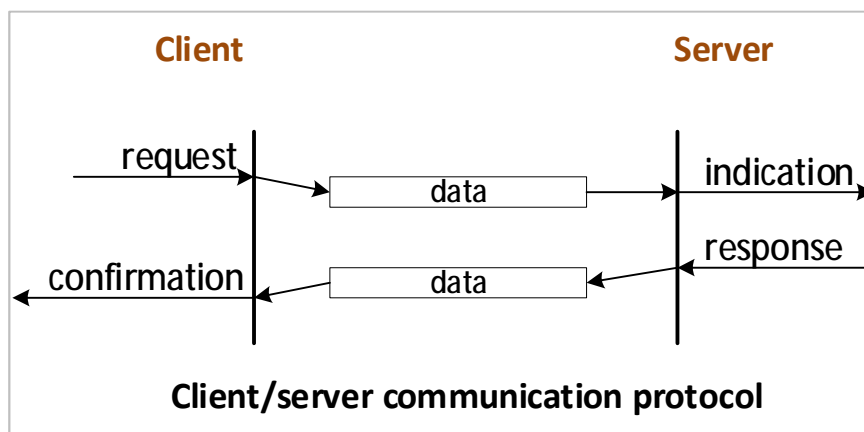 Client Server
request
data
indication
response
confirmation
data
Client/server communication protocol